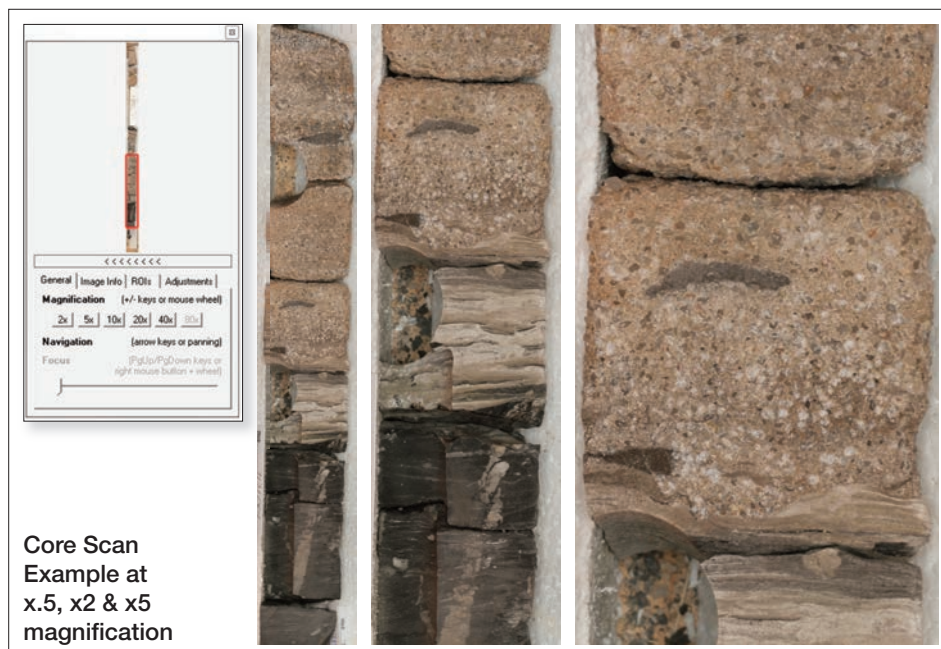 <<<<<<<<
General Image Info ROIs Adjustments
Magnification (+/- keys or mouse wheel)
2x 5x 10x 20x 40x 80x
Navigation (arrow keys or panning)
Focus (PgUp/PgDown keys or
right mouse button + wheel)
Core Scan
Example at
x.5, x2 & x5
magnification